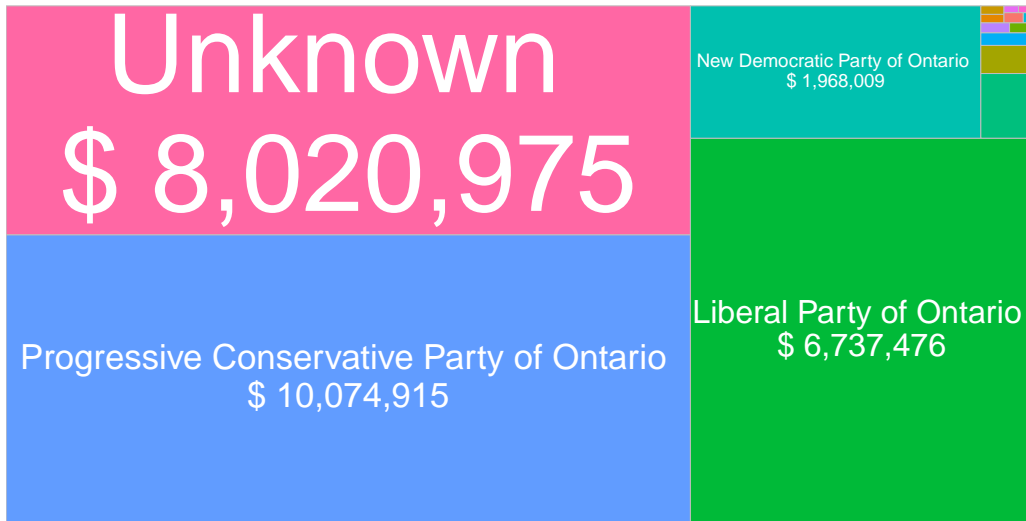 Unknown
$ 8,020,975
Progressive Conservative Party of Ontario
$ 10,074,915
New Democratic Party of Ontario
$ 1,968,009
Liberal Party of Ontario
$ 6,737,476